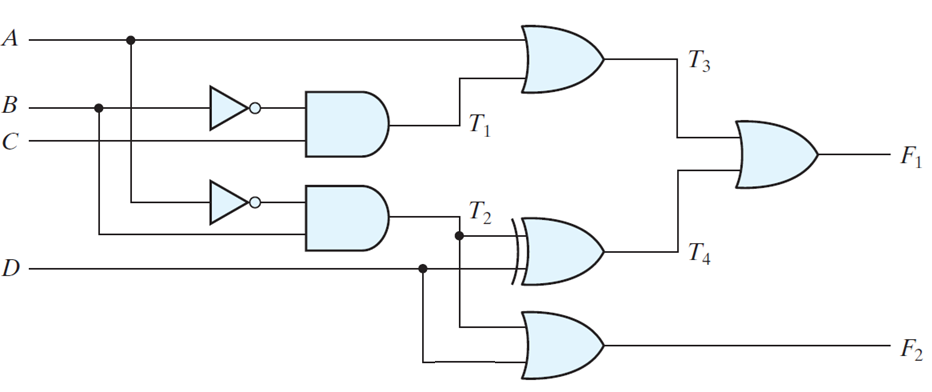 A
T₃
B
T₁
C
F₁
T₂
T₄
D
F₂